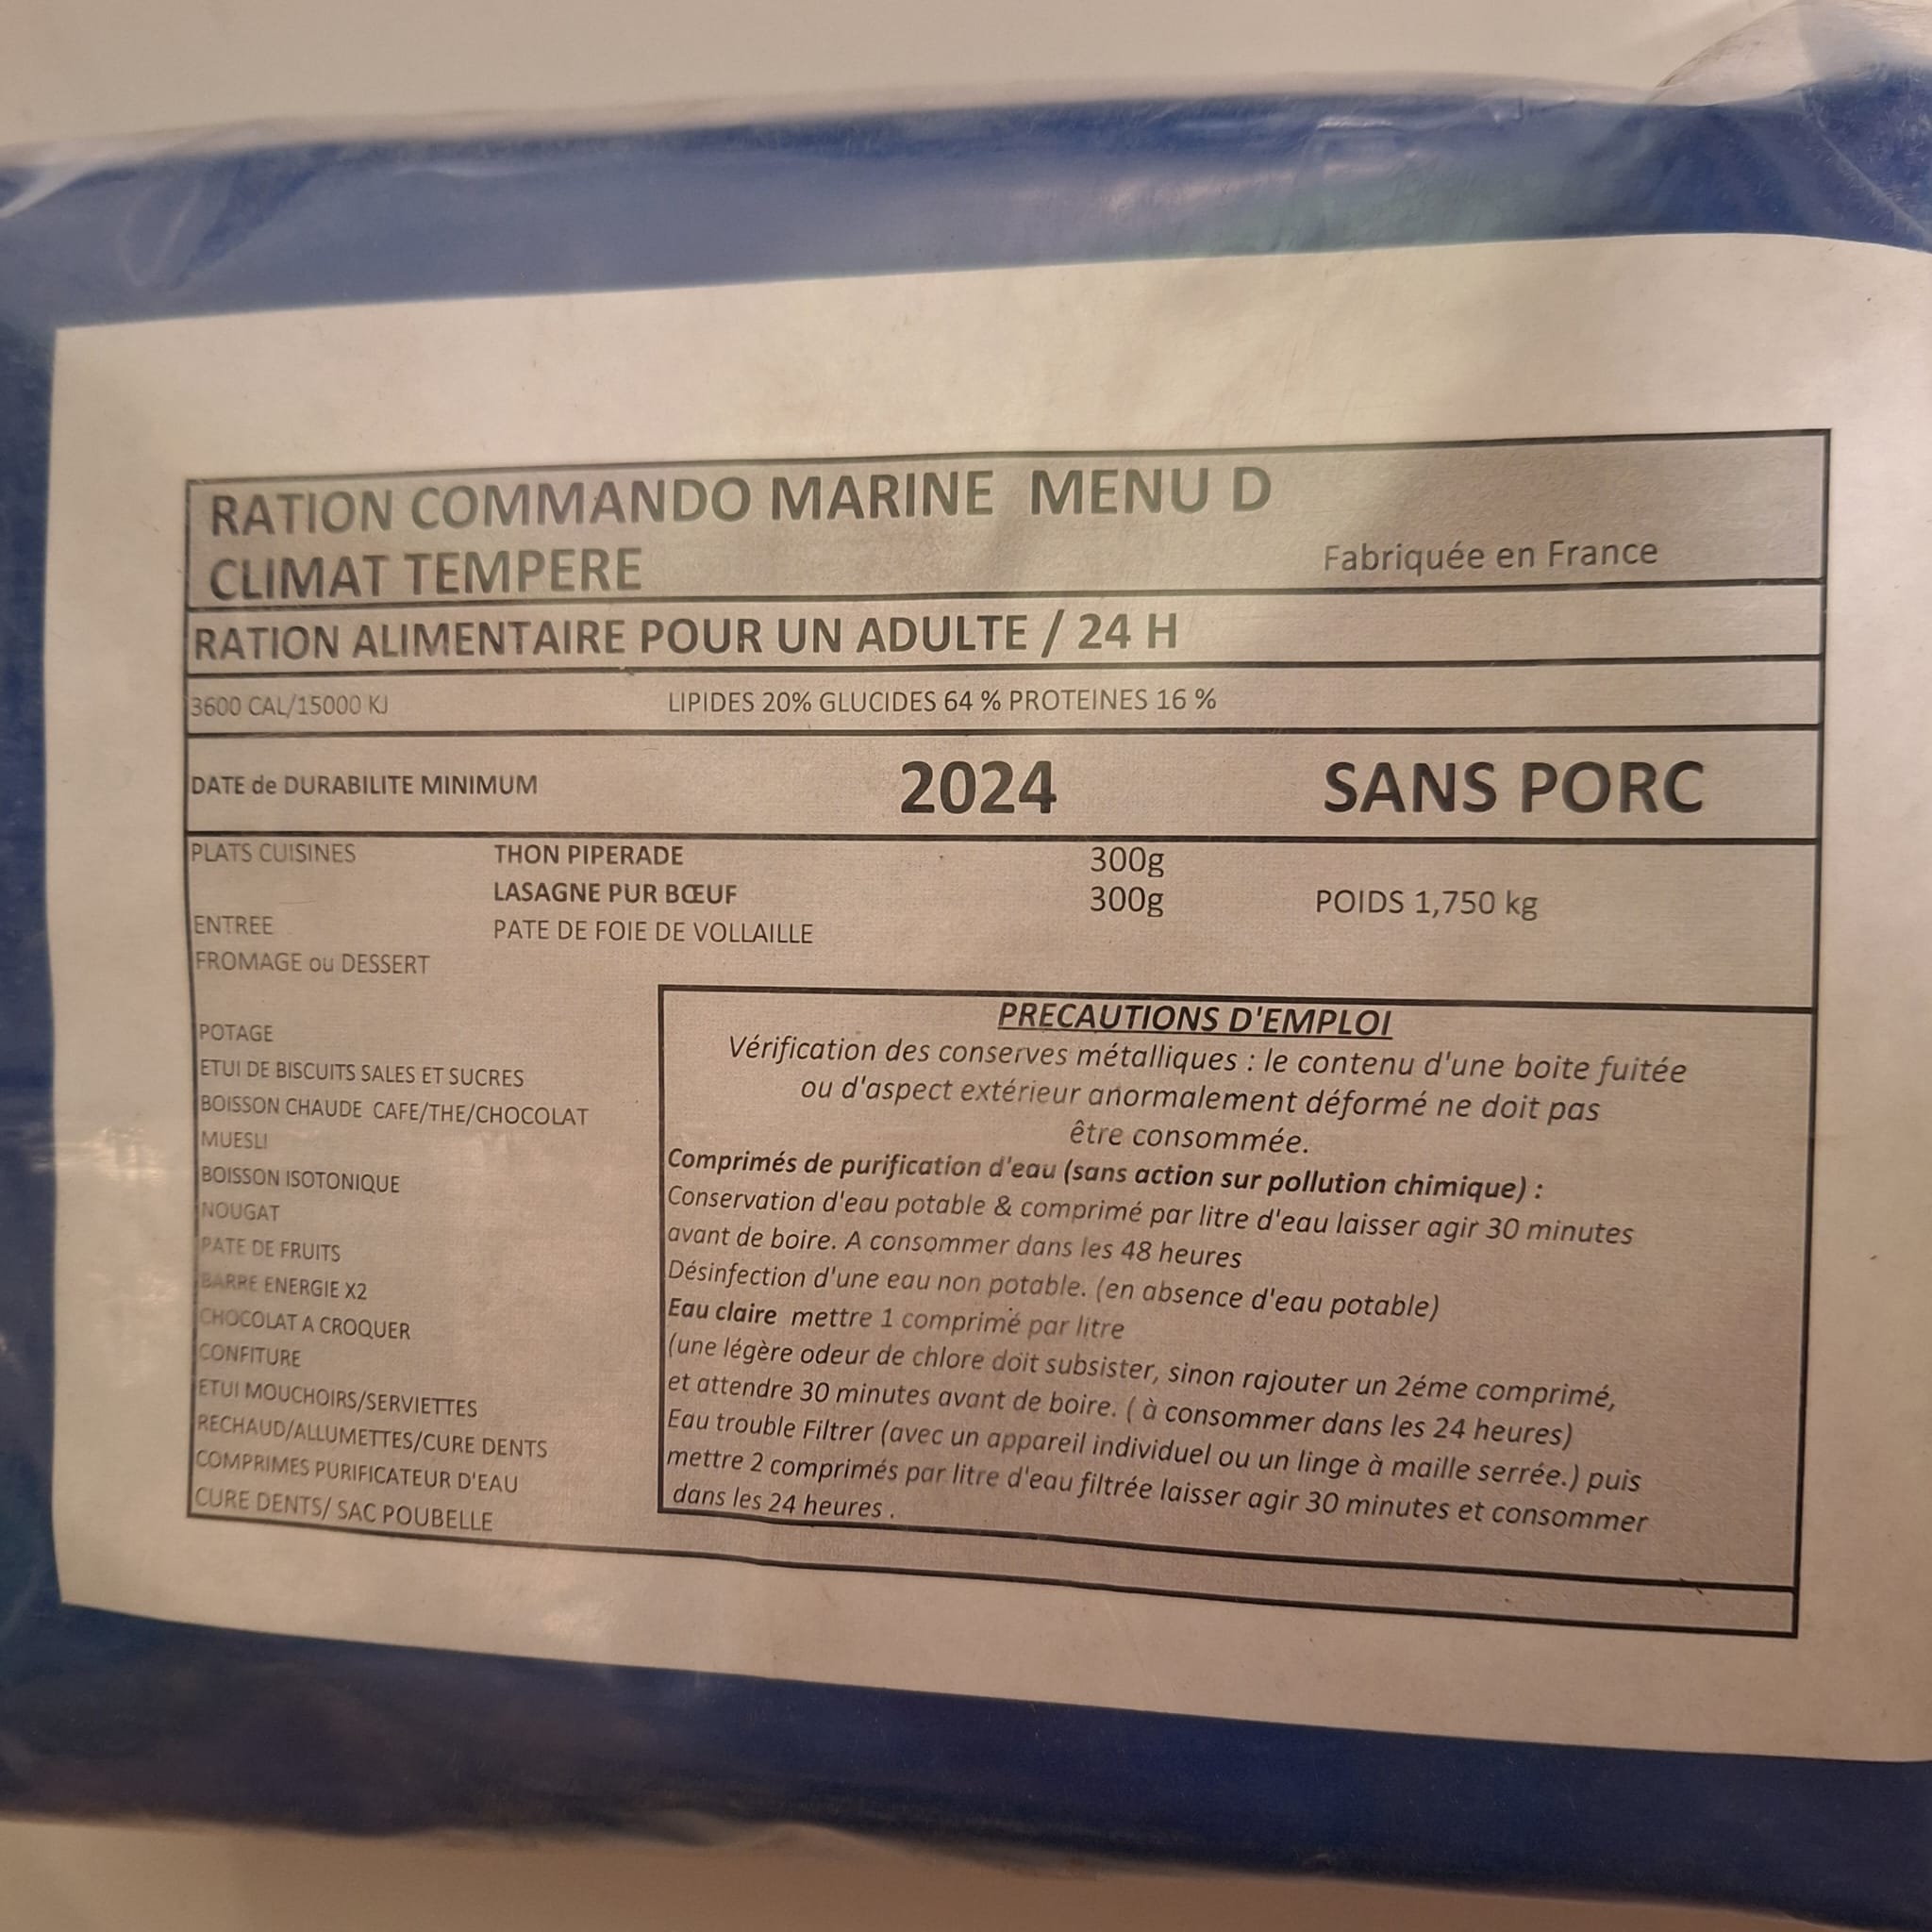 RATION COMMANDO MARINE MENU D
CLIMAT TEMPERE
Fabriquée en France
RATION ALIMENTAIRE POUR UN ADULTE / 24 H
3600 CAL/15000 KJ LIPIDES 20% GLUCIDES 64 % PROTEINES 16 %
DATE de DURABILITE MINIMUM 2024 SANS PORC
PLATS CUISINES THON PIPERADE 300g
LASAGNE PUR BŒUF 300g POIDS 1,750 kg
ENTREE PATE DE FOIE DE VOLLAILLE
FROMAGE ou DESSERT
POTAGE
ETUI DE BISCUITS SALES ET SUCRES
BOISSON CHAUDE CAFE/THE/CHOCOLAT
MUESLI
BOISSON ISOTONIQUE
NOUGAT
PATE DE FRUITS
BARRE ENERGIE X2
CHOCOLAT A CROQUER
CONFITURE
ETUI MOUCHOIRS/SERVIETTES
RECHAUD/ALLUMETTES/CURE DENTS
COMPRIMES PURIFICATEUR D'EAU
CURE DENTS/ SAC POUBELLE
PRECAUTIONS D'EMPLOI
Vérification des conserves métalliques : le contenu d'une boite fuitée
ou d'aspect extérieur anormalement déformé ne doit pas
être consommée.
Comprimés de purification d'eau (sans action sur pollution chimique) :
Conservation d'eau potable & comprimé par litre d'eau laisser agir 30 minutes
avant de boire. A consommer dans les 48 heures
Désinfection d'une eau non potable. (en absence d'eau potable)
Eau claire mettre 1 comprimé par litre
(une légère odeur de chlore doit subsister, sinon rajouter un 2éme comprimé,
et attendre 30 minutes avant de boire. ( à consommer dans les 24 heures)
Eau trouble Filtrer (avec un appareil individuel ou un linge à maille serrée.) puis
mettre 2 comprimés par litre d'eau filtrée laisser agir 30 minutes et consommer
dans les 24 heures .